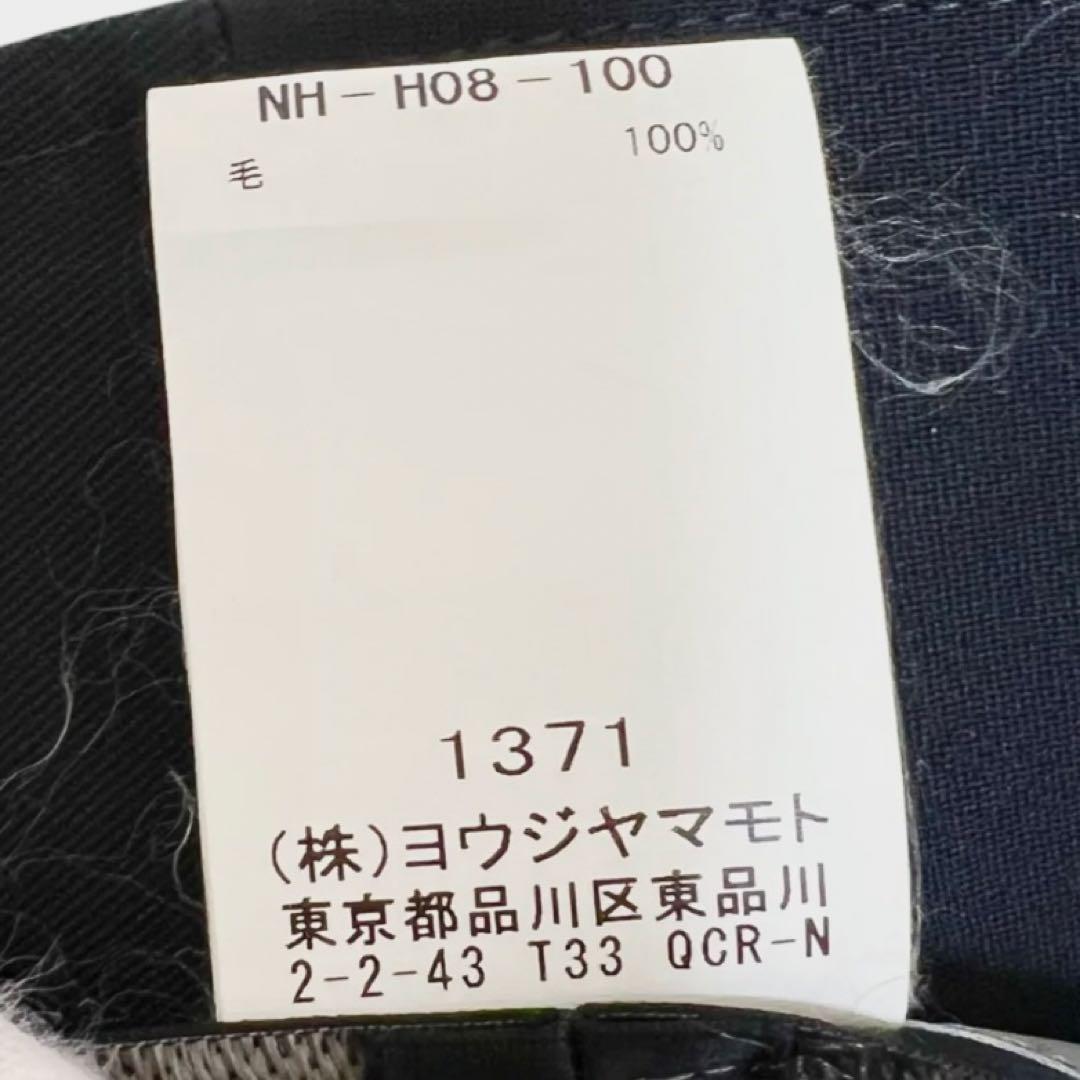 NH-H08-100
毛 100%
1371
(株)ヨウジヤマモト
東京都品川区東品川
2-2-43 T33 QCR-N